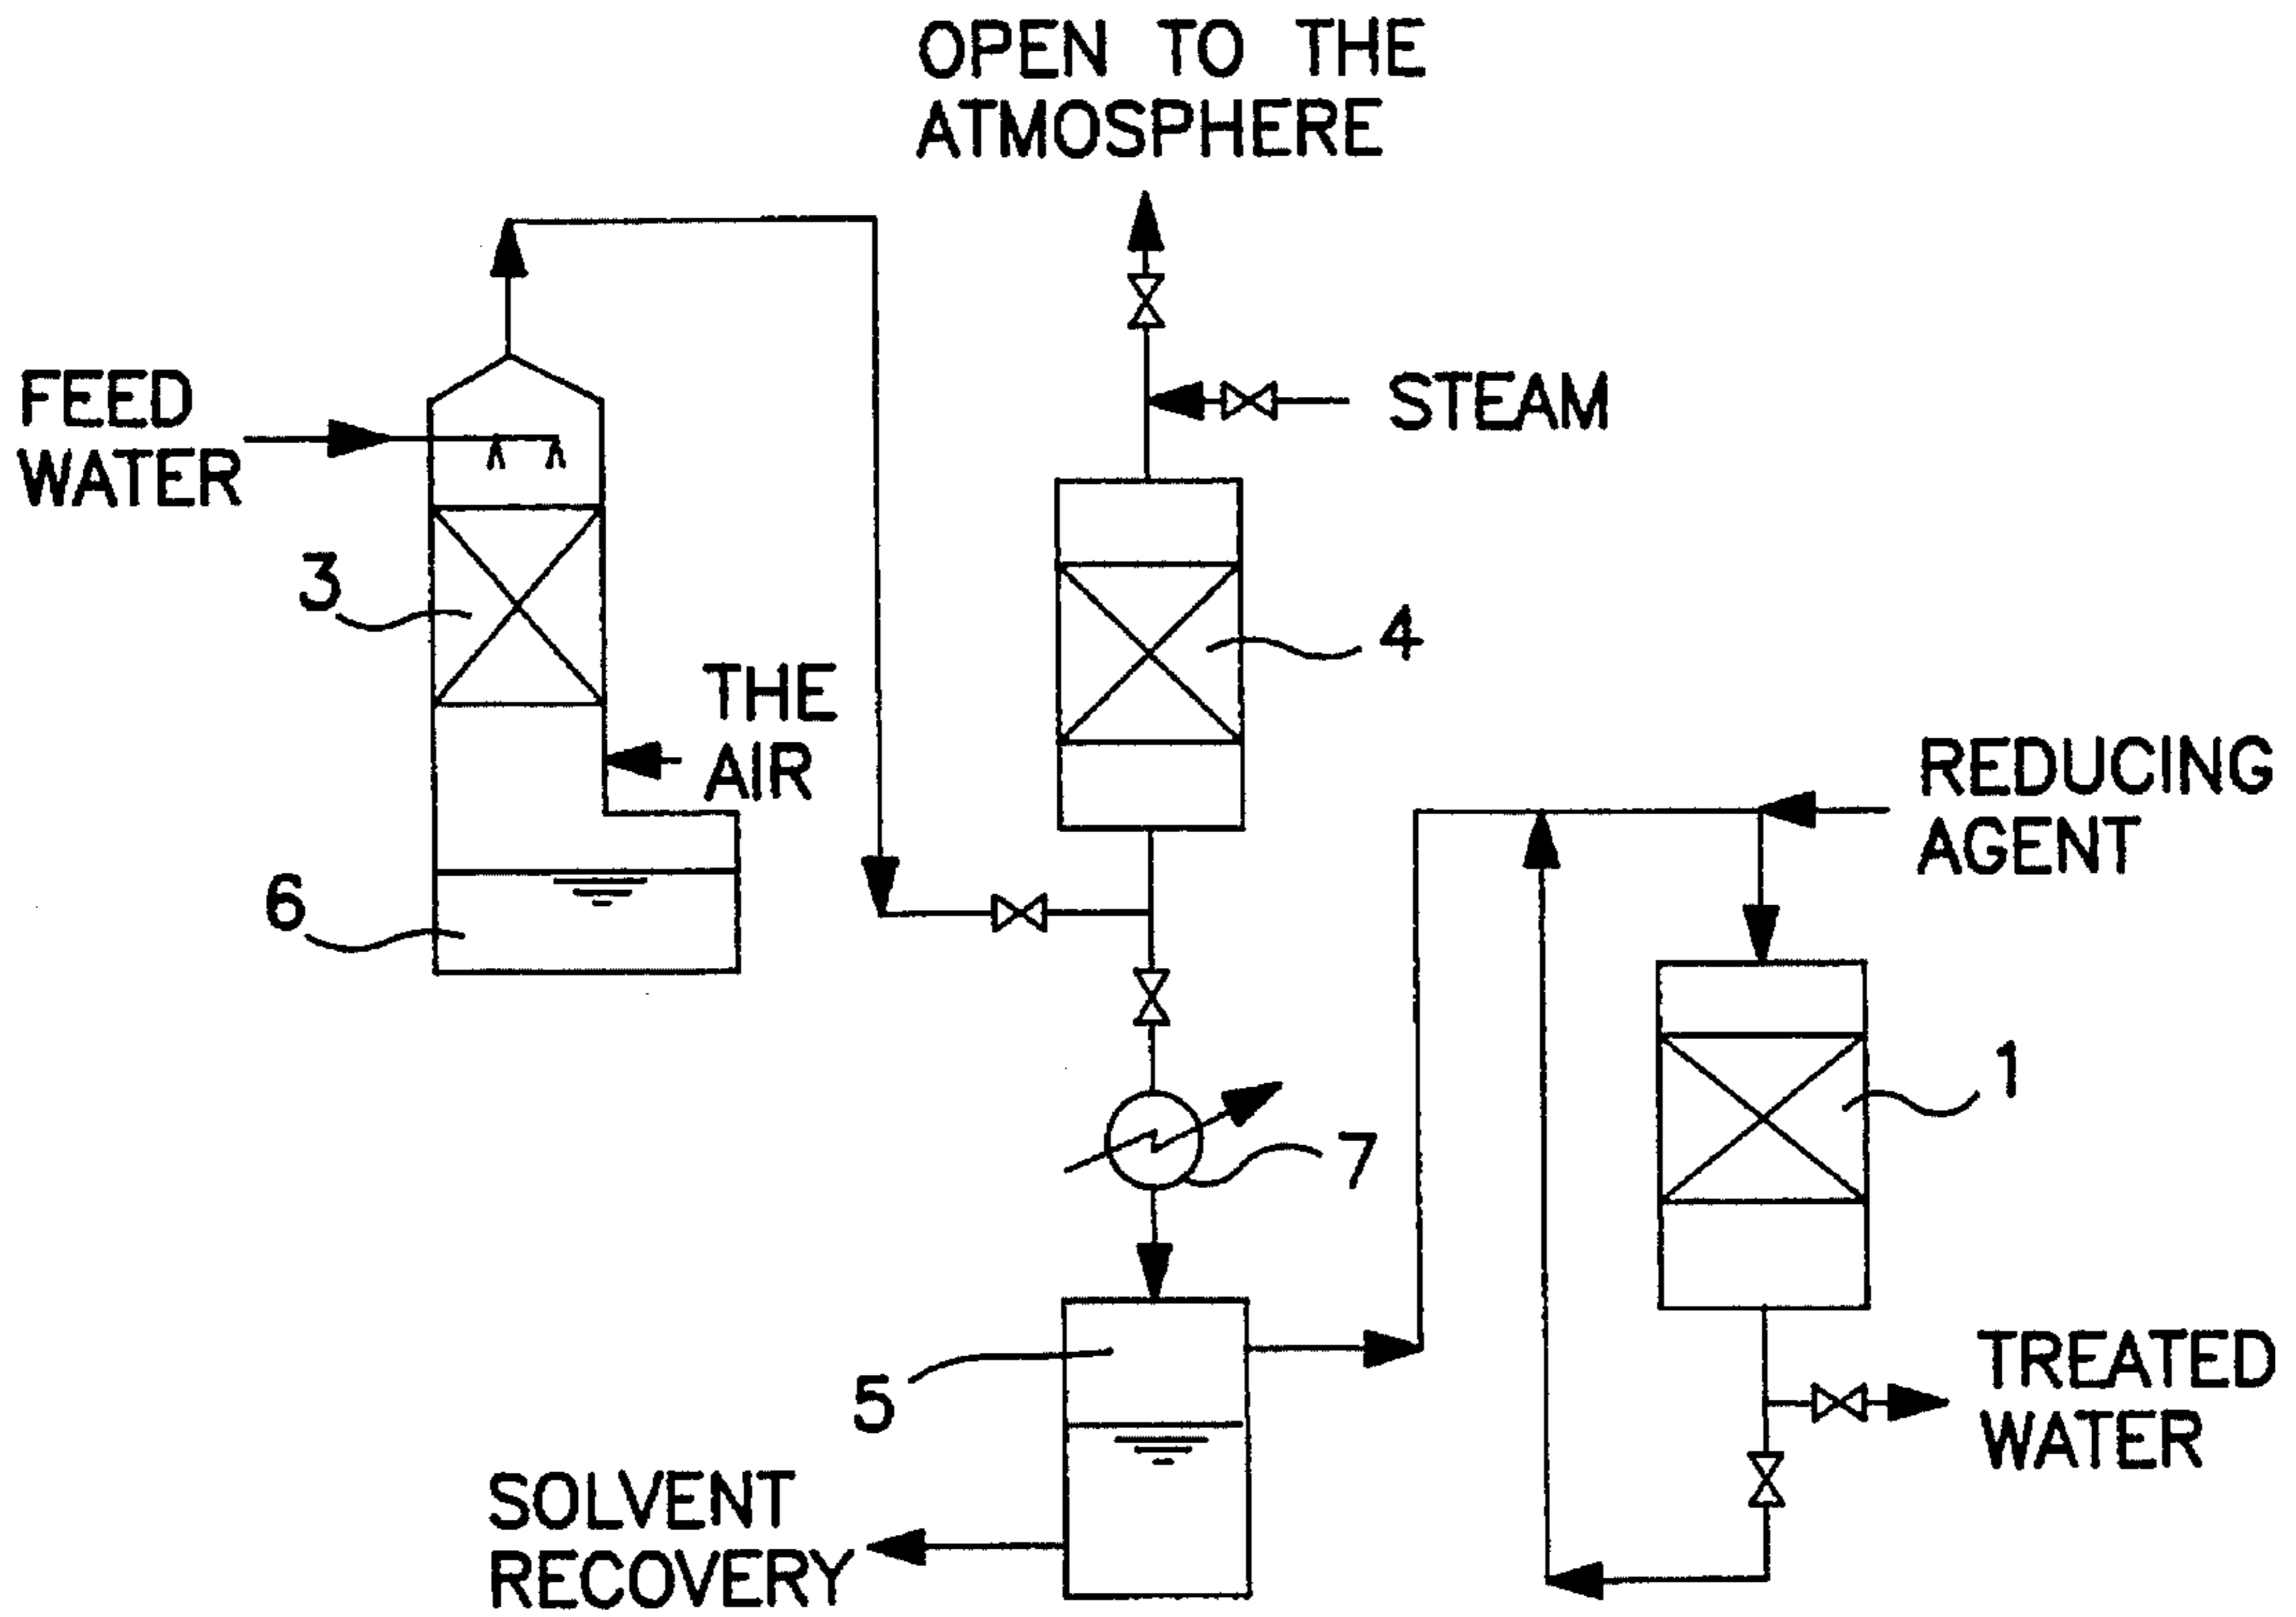 OPEN TO THE
ATMOSPHERE
FEED
WATER
STEAM
3
4
THE
AIR
REDUCING
AGENT
6
1
7
5
TREATED
WATER
SOLVENT
RECOVERY